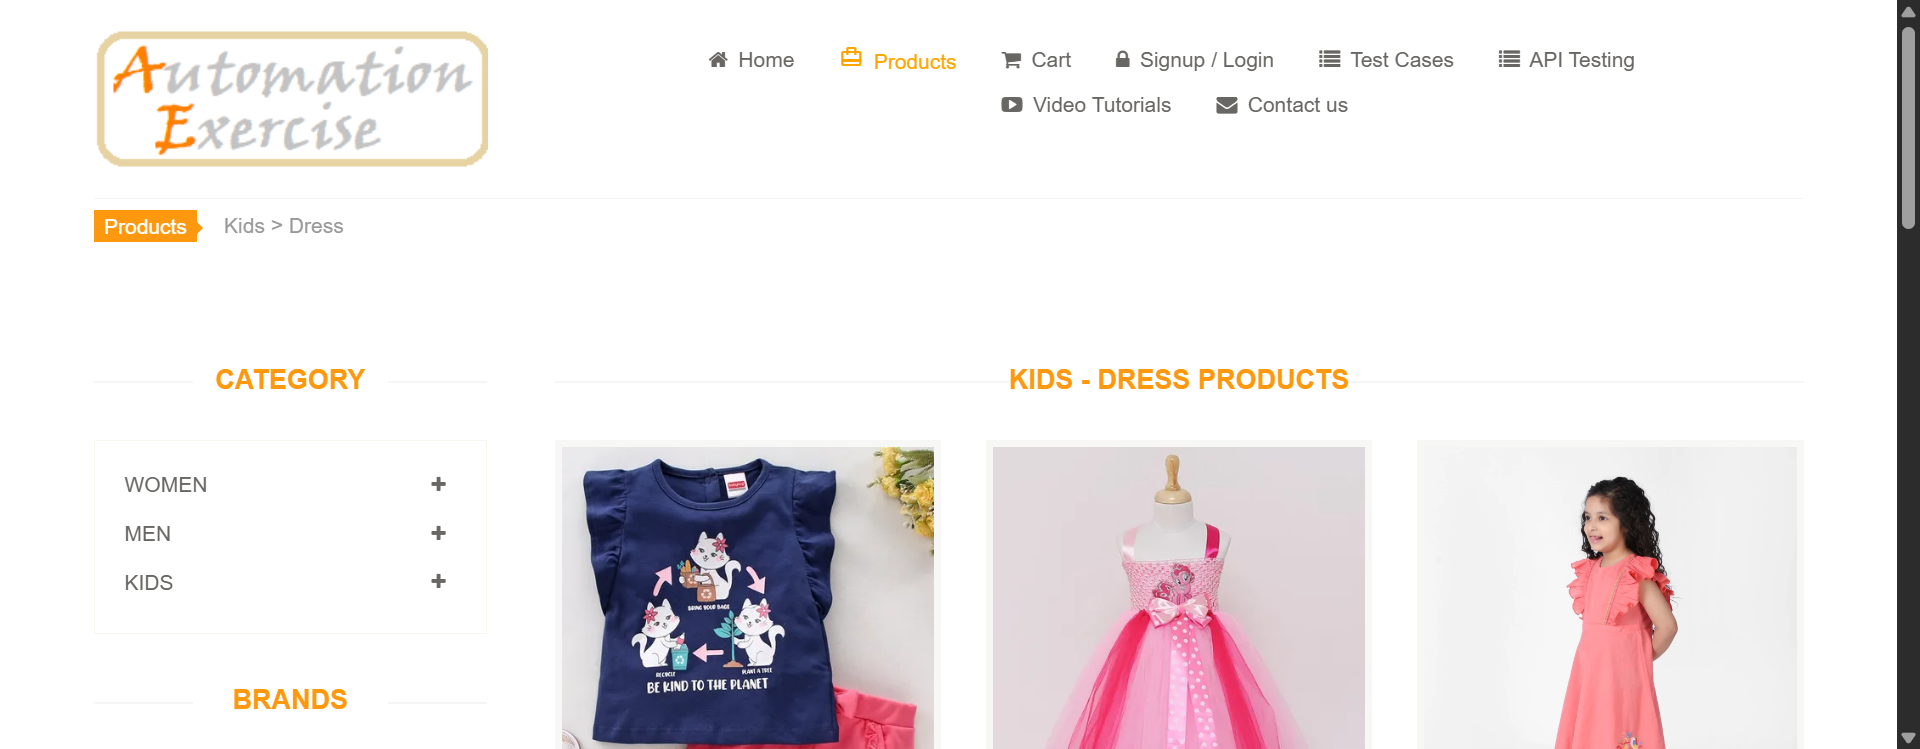 Automation
Exercise
Home
Products
Cart
Signup / Login
Test Cases
API Testing
Video Tutorials
Contact us
Products
Kids > Dress
CATEGORY
WOMEN
MEN
KIDS
BRANDS
KIDS - DRESS PRODUCTS
BRING YOUR BAGS
RECYCLE
PLANT A TREE
BE KIND TO THE PLANET